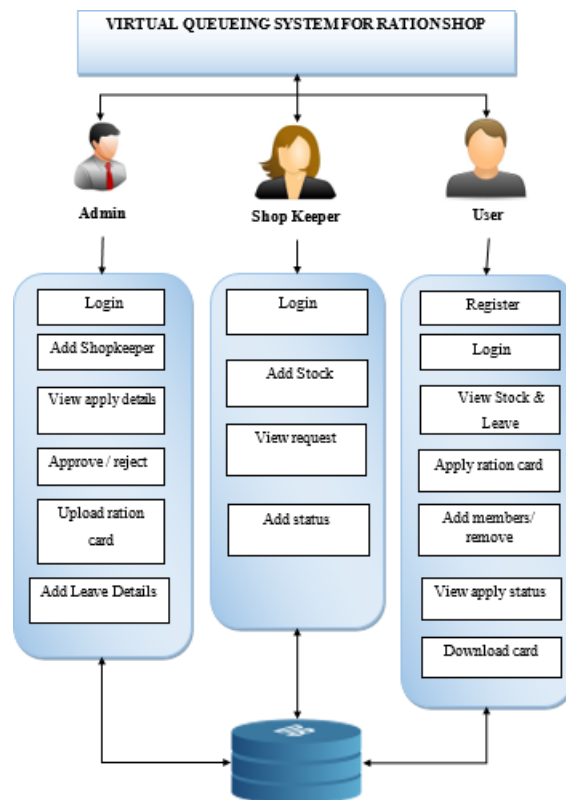 VIRTUAL QUEUEING SYSTEM FOR RATION SHOP
Admin
Shop Keeper
User
Login
Add Shopkeeper
View apply details
Approve / reject
Upload ration
card
Add Leave Details
Login
Add Stock
View request
Add status
Register
Login
View Stock &
Leave
Apply ration card
Add members/
remove
View apply status
Download card